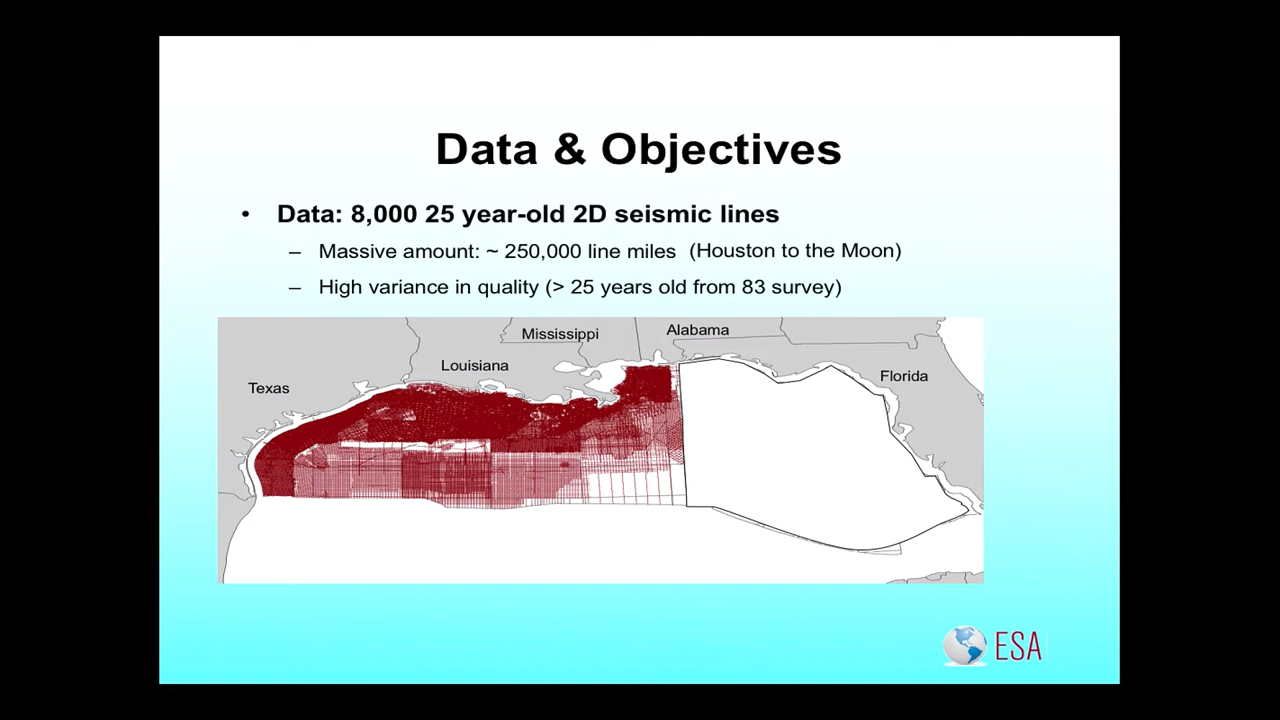 Data & Objectives
• Data: 8,000 25 year-old 2D seismic lines
– Massive amount: ~ 250,000 line miles (Houston to the Moon)
– High variance in quality (> 25 years old from 83 survey)
Mississippi
Alabama
Louisiana
Florida
Texas
ESA